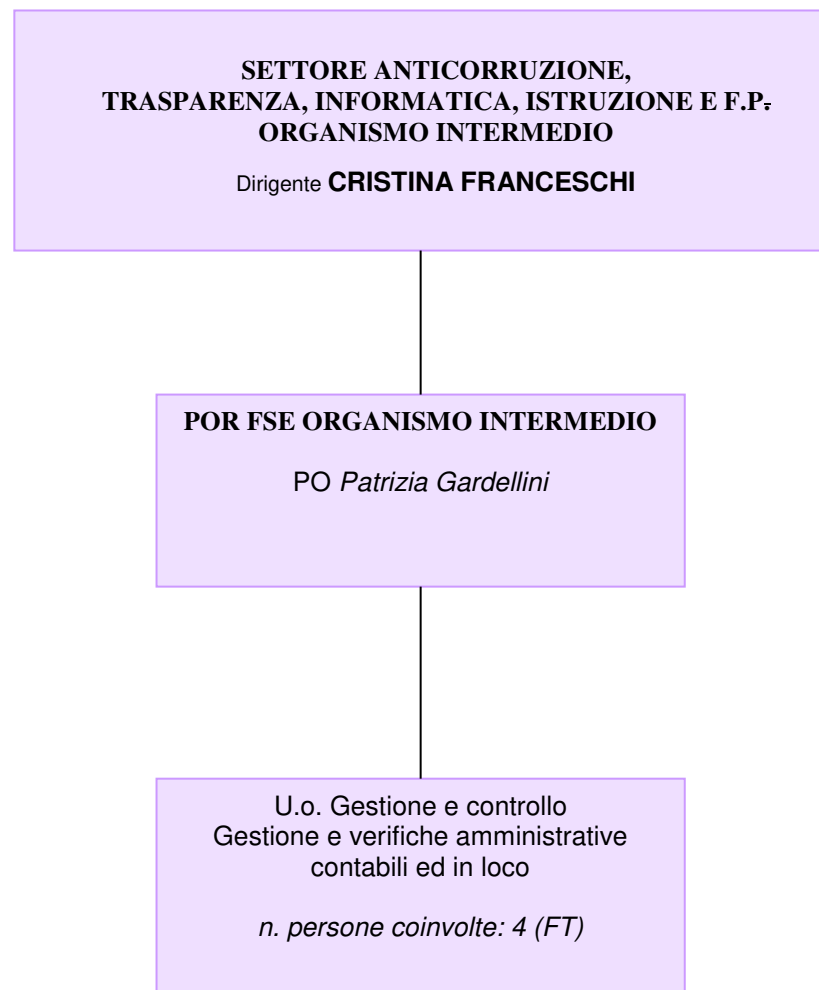 SETTORE ANTICORRUZIONE,
TRASPARENZA, INFORMATICA, ISTRUZIONE E F.P.-
ORGANISMO INTERMEDIO
Dirigente CRISTINA FRANCESCHI
POR FSE ORGANISMO INTERMEDIO
PO Patrizia Gardellini
U.o. Gestione e controllo
Gestione e verifiche amministrative
contabili ed in loco
n. persone coinvolte: 4 (FT)